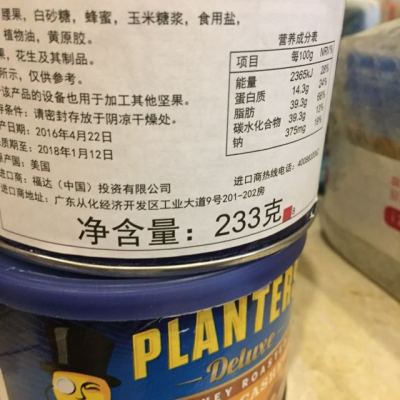 腰果，白砂糖，蜂蜜，玉米糖浆，食用盐，
植物油，黄原胶。
果，花生及其制品。
所示，仅供参考。
该产品的设备也用于加工其他坚果。
存条件：请密封存放于阴凉干燥处。
产日期：2016年4月22日
质期至：2018年1月12日
原产国：美国
进口商：福达（中国）投资有限公司
地址：广东从化经济开发区工业大道9号201-202房
进口商热线电话：
净含量：233克
营养成分表
项目 每100g NRV%
能量 2365kJ 28%
蛋白质 14.3g 24%
脂肪 39.3g 66%
碳水化合物 39.3g 13%
钠 375mg 19%
PLANTERS
Deluxe
HONEY ROASTED
CASHEWS